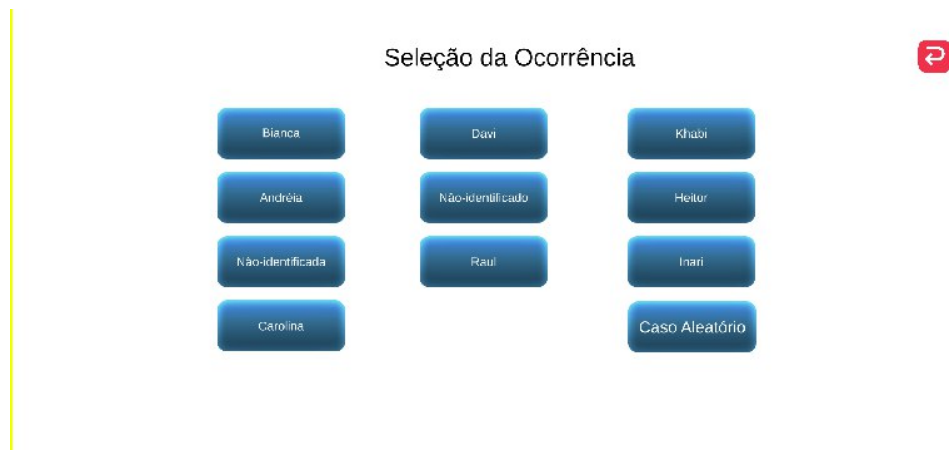 Seleção da Ocorrência
Bianca
Davi
Khabi
Andréia
Não-identificado
Heitor
Não-identificada
Raul
Inari
Carolina
Caso Aleatório